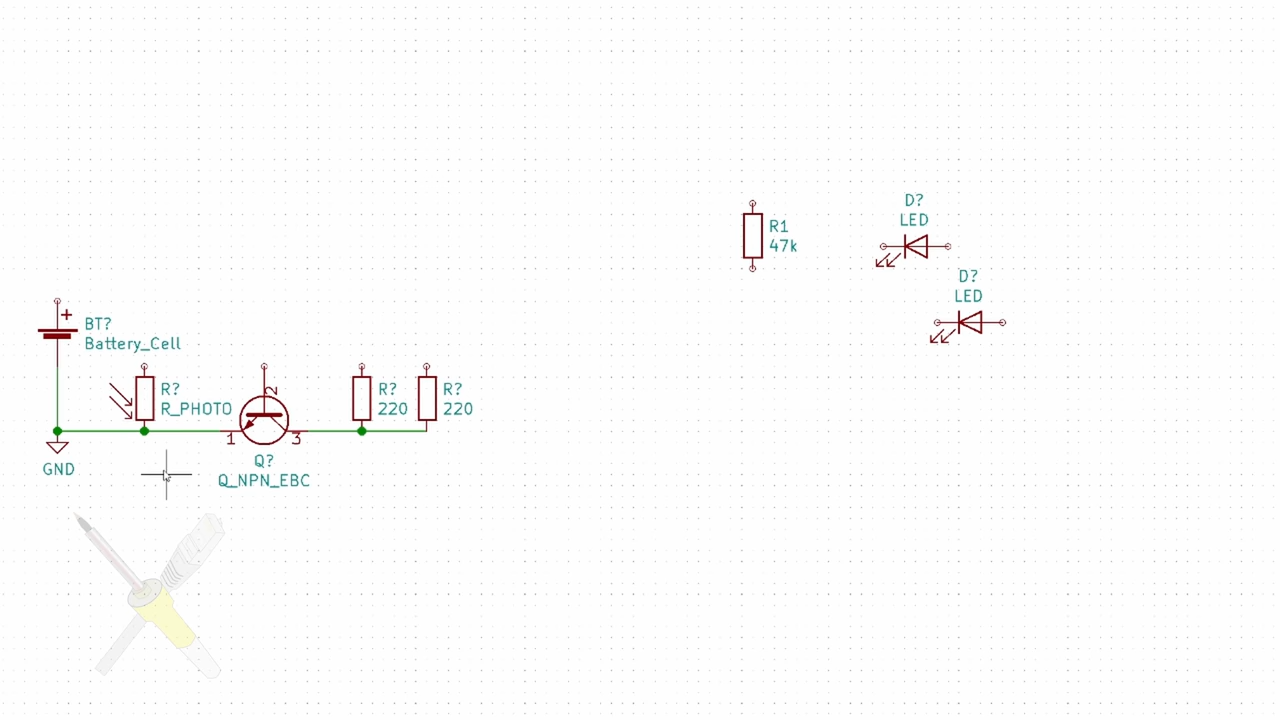 D?
LED
R1
47k
D?
LED
+
BT?
Battery_Cell
R?
R_PHOTO
2
R?
220
R?
220
1
3
GND
Q?
Q_NPN_EBC